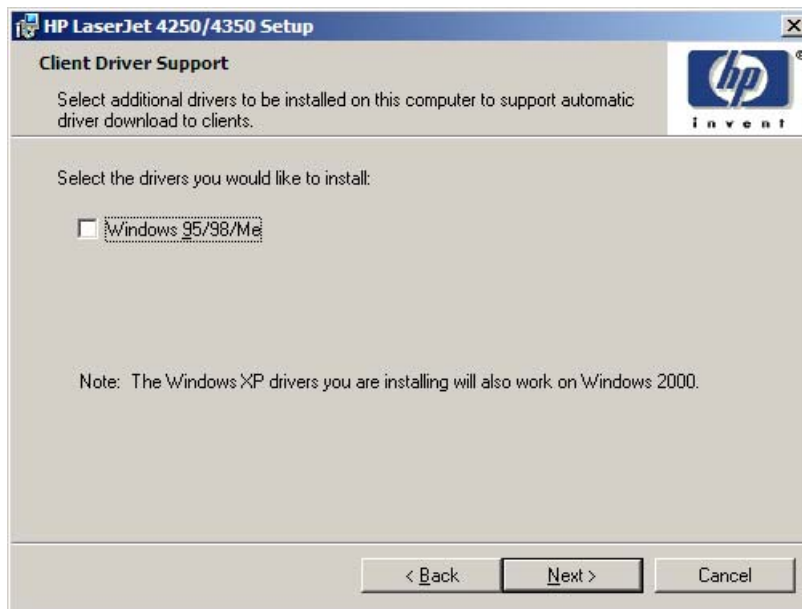 HP LaserJet 4250/4350 Setup
Client Driver Support
Select additional drivers to be installed on this computer to support automatic
driver download to clients.
hp
®
invent
Select the drivers you would like to install:
Windows 95/98/Me
Note: The Windows XP drivers you are installing will also work on Windows 2000.
< Back
Next >
Cancel